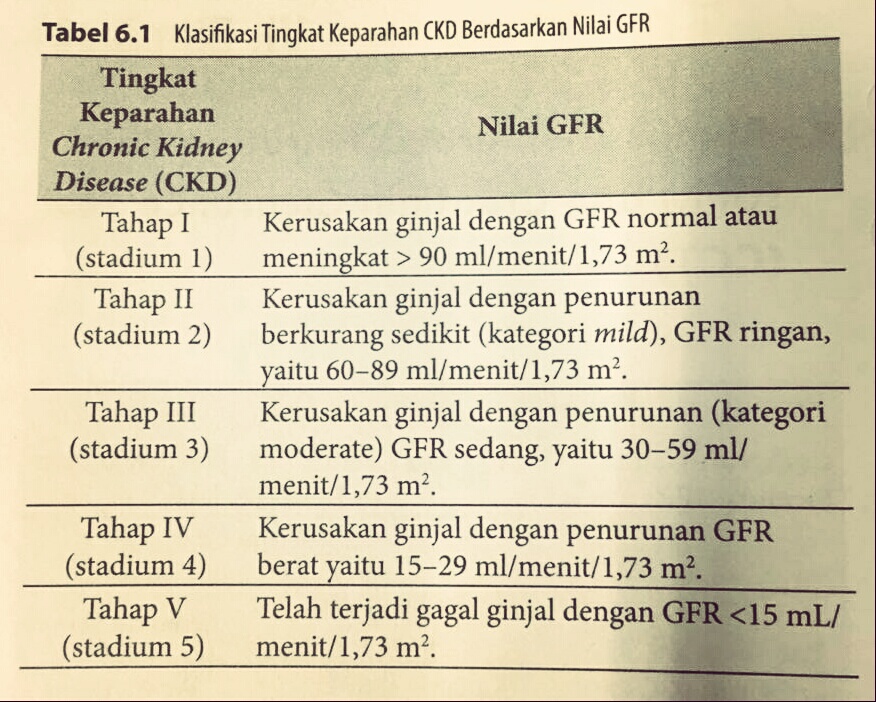 Tabel 6.1 Klasifikasi Tingkat Keparahan CKD Berdasarkan Nilai GFR
Tingkat
Keparahan
Chronic Kidney
Disease (CKD)
Nilai GFR
Tahap I
(stadium 1)
Kerusakan ginjal dengan GFR normal atau
meningkat > 90 ml/menit/1,73 m².
Tahap II
(stadium 2)
Kerusakan ginjal dengan penurunan
berkurang sedikit (kategori mild), GFR ringan,
yaitu 60–89 ml/menit/1,73 m².
Tahap III
(stadium 3)
Kerusakan ginjal dengan penurunan (kategori
moderate) GFR sedang, yaitu 30–59 ml/
menit/1,73 m².
Tahap IV
(stadium 4)
Kerusakan ginjal dengan penurunan GFR
berat yaitu 15–29 ml/menit/1,73 m².
Tahap V
(stadium 5)
Telah terjadi gagal ginjal dengan GFR <15 mL/
menit/1,73 m².